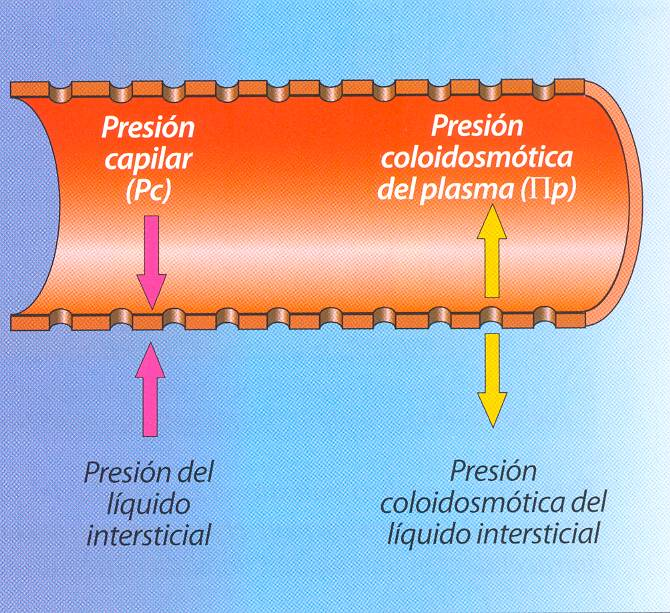 Presión
capilar
(Pc)
Presión
coloidosmótica
del plasma (Πp)
Presión del
líquido
intersticial
Presión
coloidosmótica del
líquido intersticial